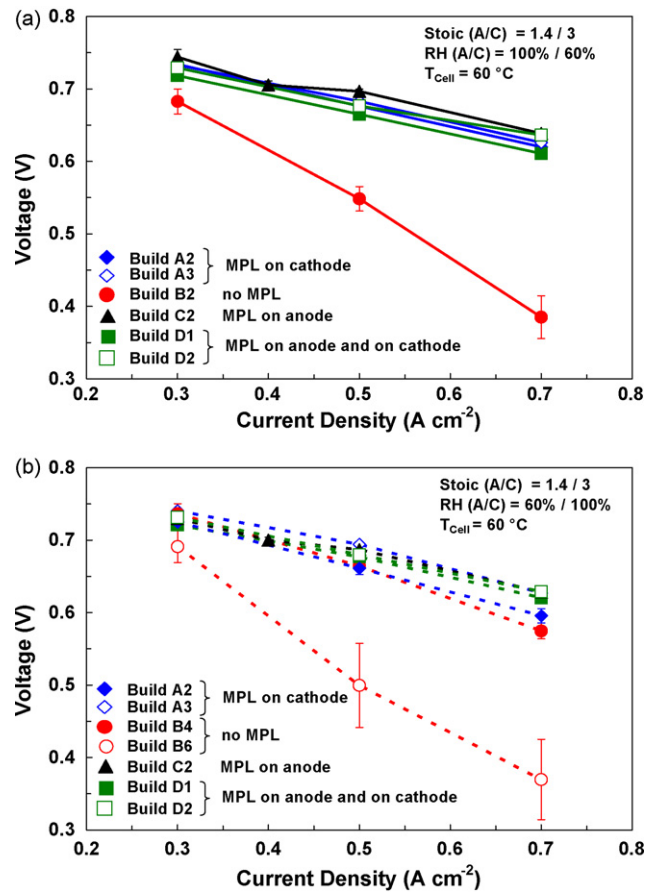 (a)
0.8
0.7
0.6
0.5
0.4
0.3
Voltage (V)
Stoic (A/C) = 1.4 / 3
RH (A/C) = 100% / 60%
T_Cell = 60 °C
Build A2
Build A3
MPL on cathode
Build B2 no MPL
Build C2 MPL on anode
Build D1
Build D2
MPL on anode and on cathode
0.2 0.3 0.4 0.5 0.6 0.7 0.8
Current Density (A cm⁻²)
(b)
0.8
0.7
0.6
0.5
0.4
0.3
Voltage (V)
Stoic (A/C) = 1.4 / 3
RH (A/C) = 60% / 100%
T_Cell = 60 °C
Build A2
Build A3
MPL on cathode
Build B4
Build B6
no MPL
Build C2 MPL on anode
Build D1
Build D2
MPL on anode and on cathode
0.2 0.3 0.4 0.5 0.6 0.7 0.8
Current Density (A cm⁻²)